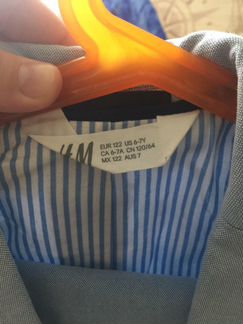 H&M
EUR 122 US 6-7Y
CA 6-7A CN 120/64
MX 122 AUS 7